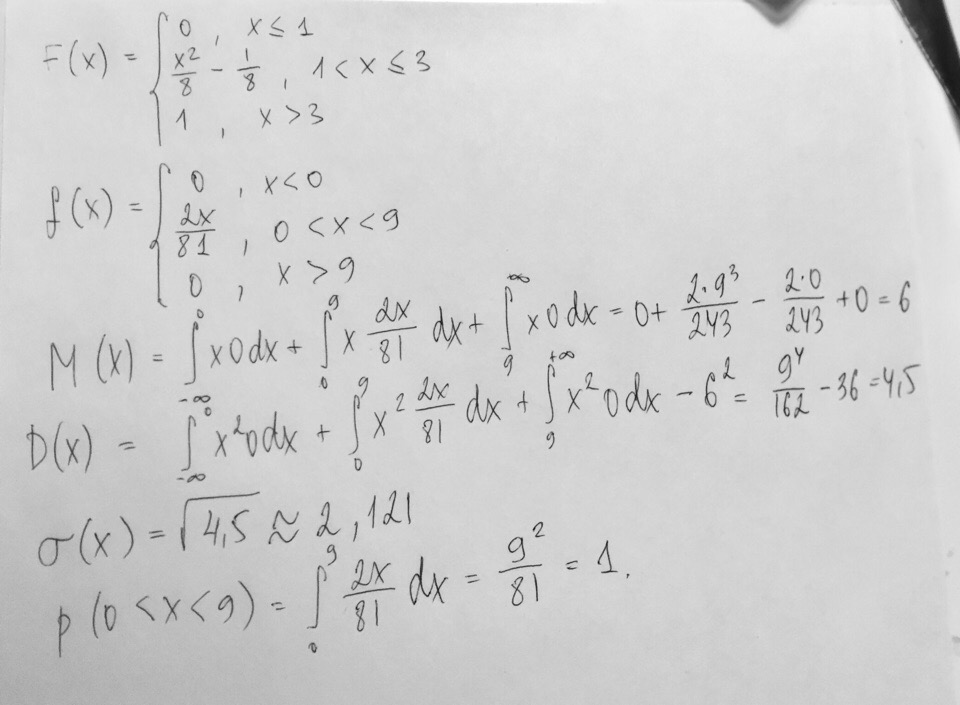 F(x) = { 0 , x ≤ 1
x²/8 - 1/8 , 1 < x ≤ 3
1 , x > 3
f(x) = { 0 , x < 0
2x/81 , 0 < x < 9
0 , x > 9
M(x) = ∫_{-∞}^{0} x0dx + ∫_{0}^{9} x 2x/81 dx + ∫_{9}^{∞} x0dx = 0 + 2·9³/243 - 2·0/243 + 0 = 6
D(x) = ∫_{-∞}^{0} x²0dx + ∫_{0}^{9} x² 2x/81 dx + ∫_{9}^{+∞} x²0dx - 6² = 9⁴/162 - 36 = 4,5
σ(x) = √4,5 ≈ 2,121
p(0 < x < 9) = ∫_{0}^{9} 2x/81 dx = 9²/81 = 1.